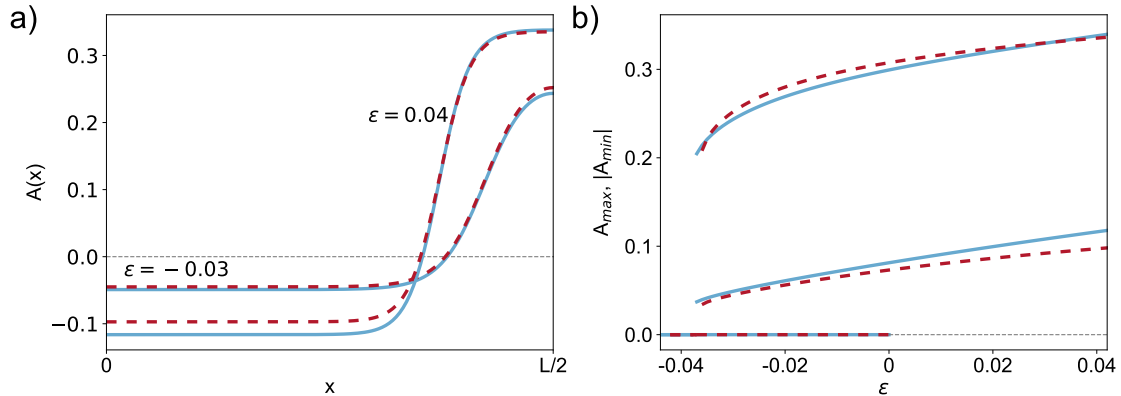 a)
A(x)
0.3
0.2
0.1
0.0
−0.1
ε = 0.04
ε = −0.03
0
L/2
x
b)
A_max, |A_min|
0.3
0.2
0.1
0.0
-0.04
-0.02
0
0.02
0.04
ε